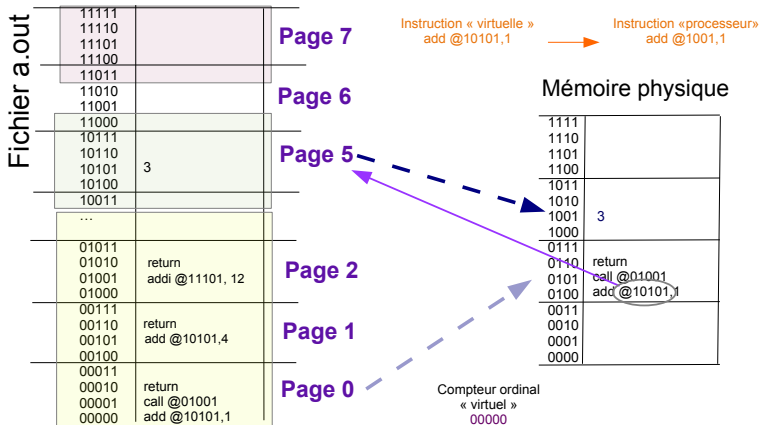 Fichier a.out
11111
11110
11101
11100
Page 7
11011
11010
11001
11000
Page 6
10111
10110
10101 3
10100
Page 5
10011
...
01011
01010 return
01001 addi @11101, 12
01000
Page 2
00111
00110 return
00101 add @10101,4
00100
Page 1
00011
00010 return
00001 call @01001
00000 add @10101,1
Page 0
Instruction « virtuelle »
add @10101,1
Instruction «processeur»
add @1001,1
Mémoire physique
1111
1110
1101
1100
1011
1010
1001 3
1000
0111
0110 return
0101 call @01001
0100 add @10101,1
0011
0010
0001
0000
Compteur ordinal
« virtuel »
00000